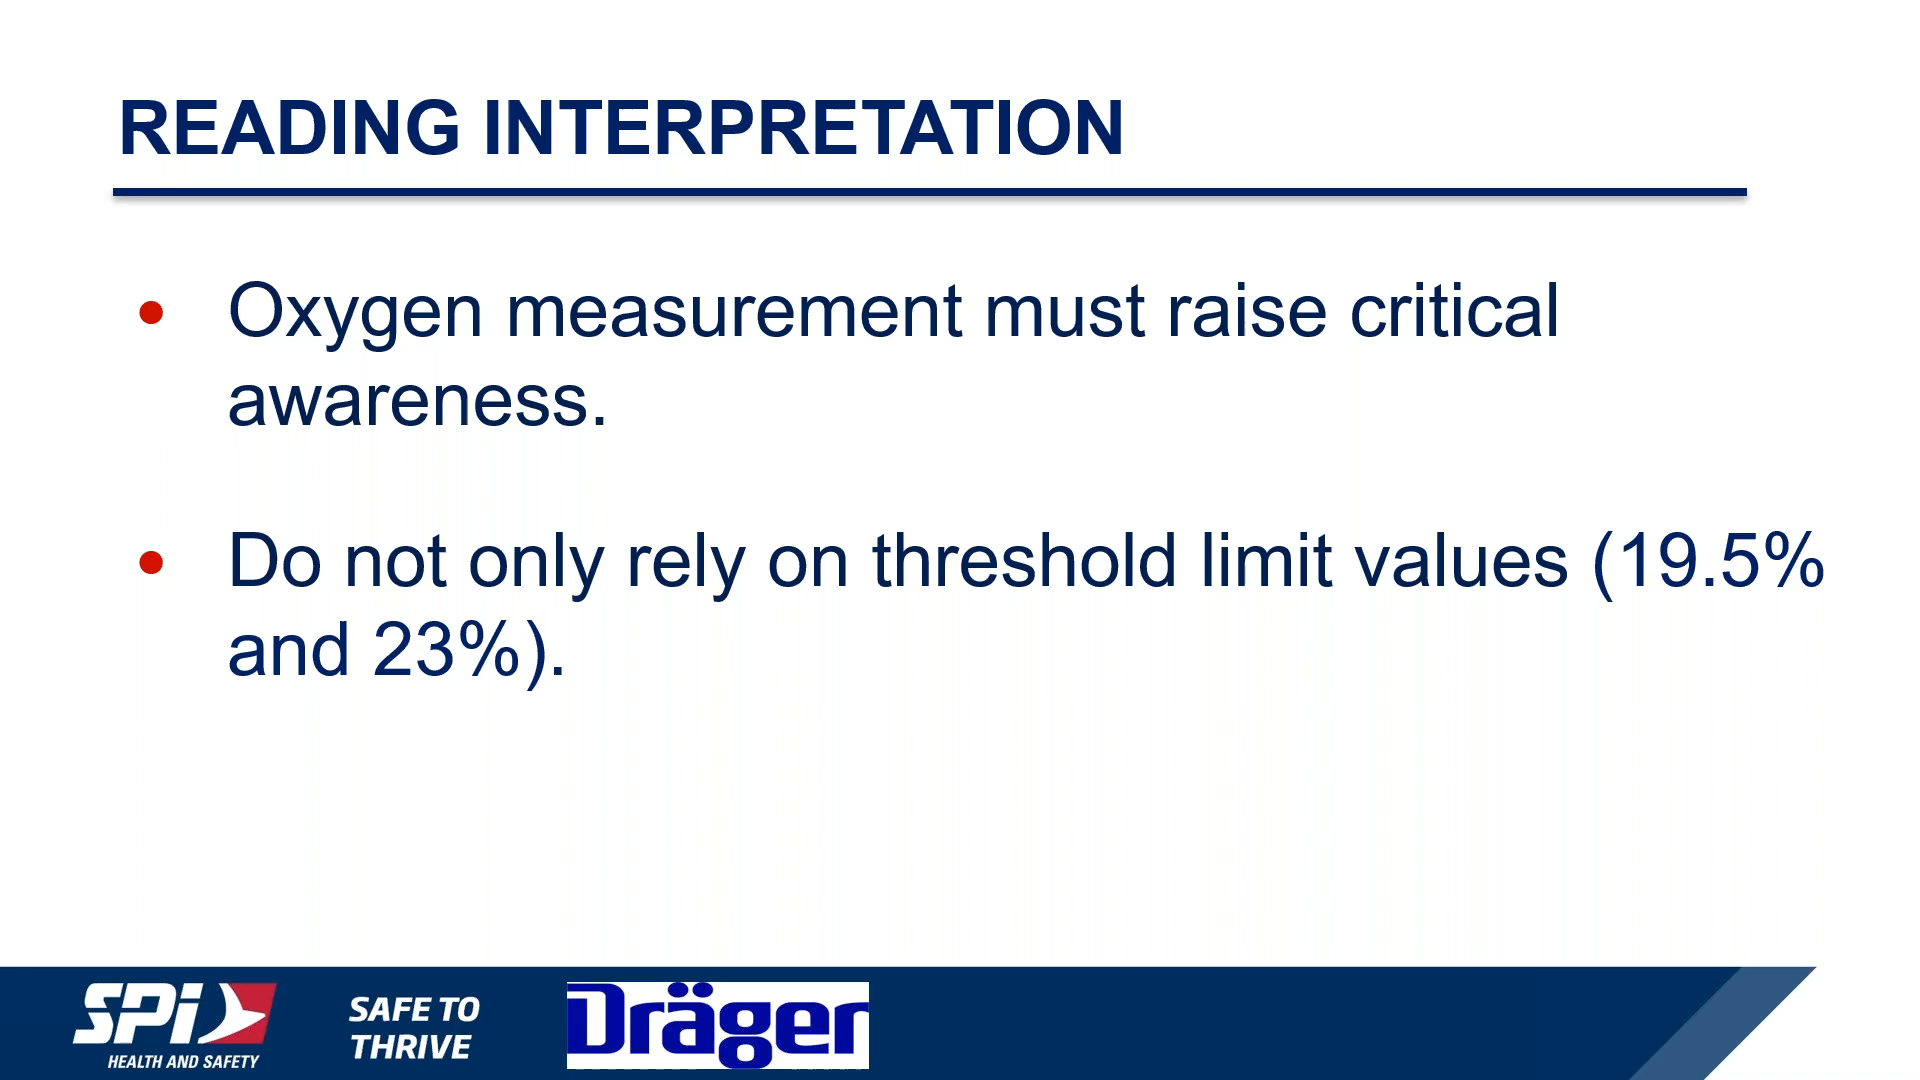 READING INTERPRETATION
• Oxygen measurement must raise critical
awareness.
• Do not only rely on threshold limit values (19.5%
and 23%).
SPi
HEALTH AND SAFETY
SAFE TO
THRIVE
Dräger